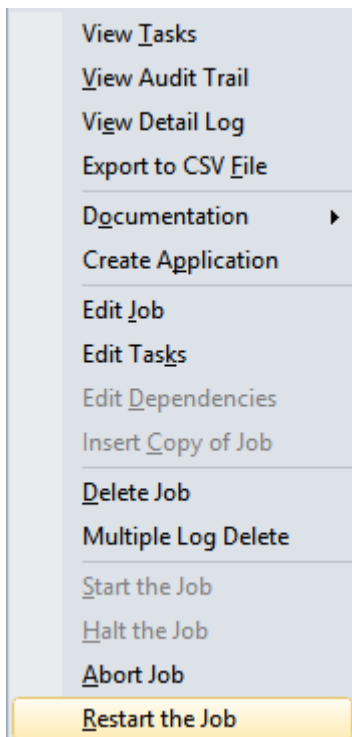 View Tasks
View Audit Trail
View Detail Log
Export to CSV File
Documentation
Create Application
Edit Job
Edit Tasks
Edit Dependencies
Insert Copy of Job
Delete Job
Multiple Log Delete
Start the Job
Halt the Job
Abort Job
Restart the Job